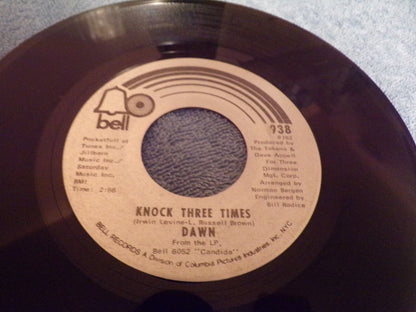 bell
938
Pocketfull of
Tunes Inc./
Jillbern
Music Inc./
Saturday
Music Inc.
BMI
Time: 2:56
Produced by
The Tokens &
Dave Appell
For Three
Dimension
Mgt. Corp.
Arranged by
Norman Bergen
Engineered by
Bill Radice
KNOCK THREE TIMES
(Irwin Levine-L. Russell Brown)
DAWN
From the LP,
Bell 6052 "Candida"
BELL RECORDS A Division of Columbia Pictures Industries, Inc., NYC